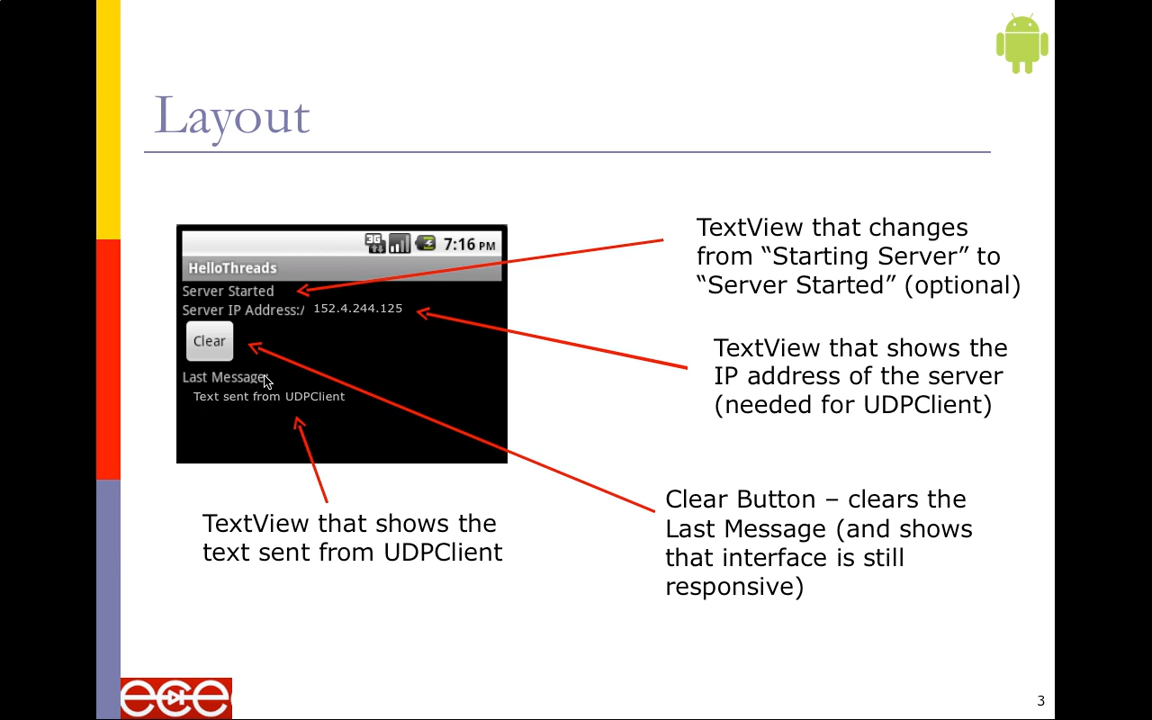 Layout
TextView that changes
from “Starting Server” to
“Server Started” (optional)
3G
7:16 PM
HelloThreads
Server Started
Server IP Address:/ 152.4.244.125
Clear
Last Message:
Text sent from UDPClient
TextView that shows the
IP address of the server
(needed for UDPClient)
Clear Button – clears the
Last Message (and shows
that interface is still
responsive)
TextView that shows the
text sent from UDPClient
ece
3